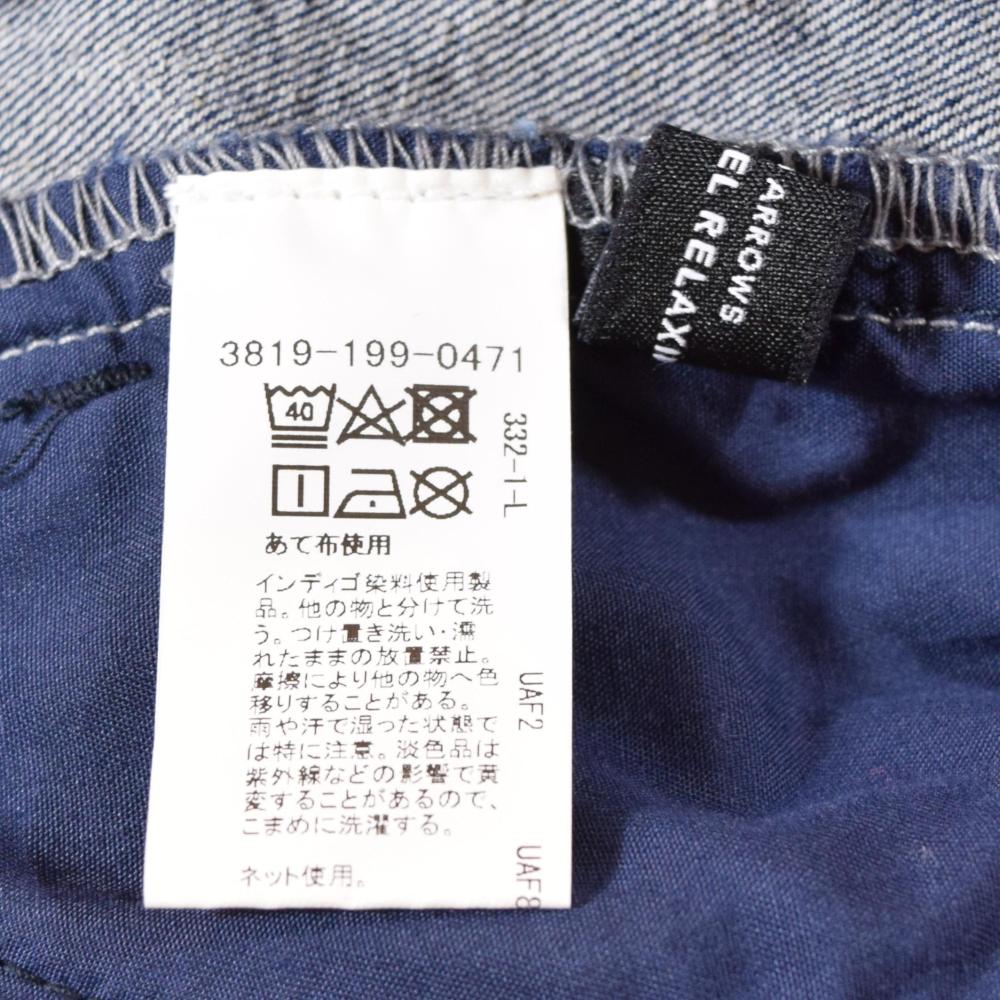 3819-199-0471
40
332-1-L
あて布使用
インディゴ染料使用製
品。他の物と分けて洗
う。つけ置き洗い・濡
れたままの放置禁止。
摩擦により他の物へ色
移りすることがある。
雨や汗で湿った状態で
は特に注意。淡色品は
紫外線などの影響で黄
変することがあるので、
こまめに洗濯する。
ネット使用。
UAF2
UAF8
ARROWS
EL RELAXIN